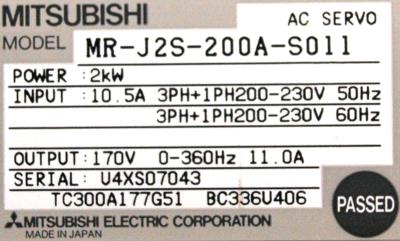 MITSUBISHI AC SERVO
MODEL MR-J2S-200A-S011
POWER : 2kW
INPUT : 10.5A 3PH+1PH200-230V 50Hz
3PH+1PH200-230V 60Hz
OUTPUT: 170V 0-360Hz 11.0A
SERIAL: U4XS07043
TC300A177G51 BC336U406
PASSED
MITSUBISHI ELECTRIC CORPORATION
MADE IN JAPAN